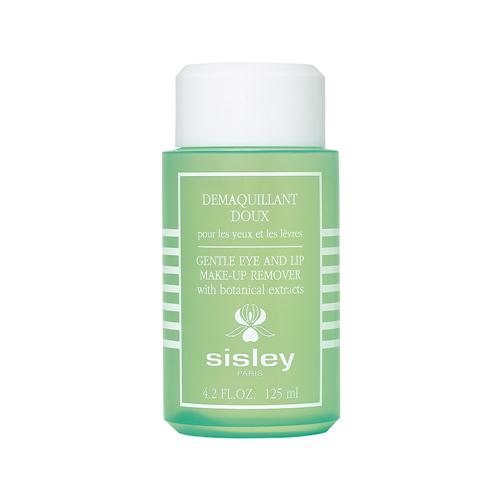 DEMAQUILLANT
DOUX
pour les yeux et les lèvres
GENTLE EYE AND LIP
MAKE-UP REMOVER
with botanical extracts
sisley
PARIS
4.2 FL.OZ. 125 ml